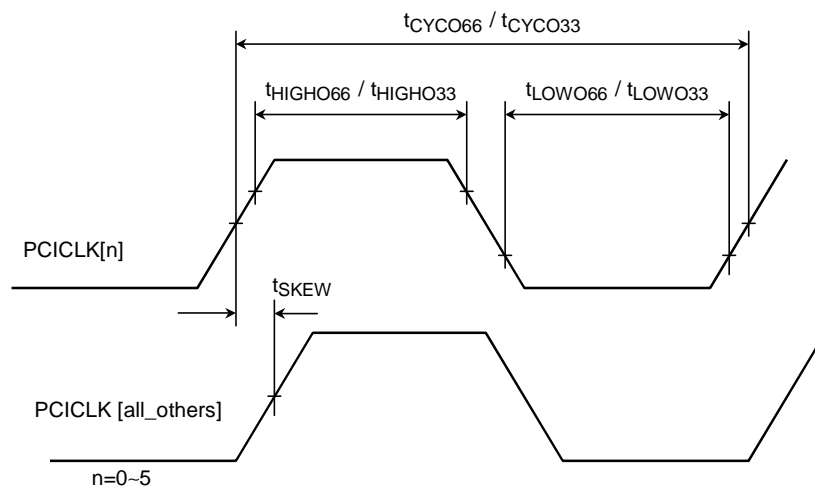 tCYCO66 / tCYCO33
tHIGHO66 / tHIGHO33
tLOWO66 / tLOWO33
PCICLK[n]
tSKEW
PCICLK [all_others]
n=0~5